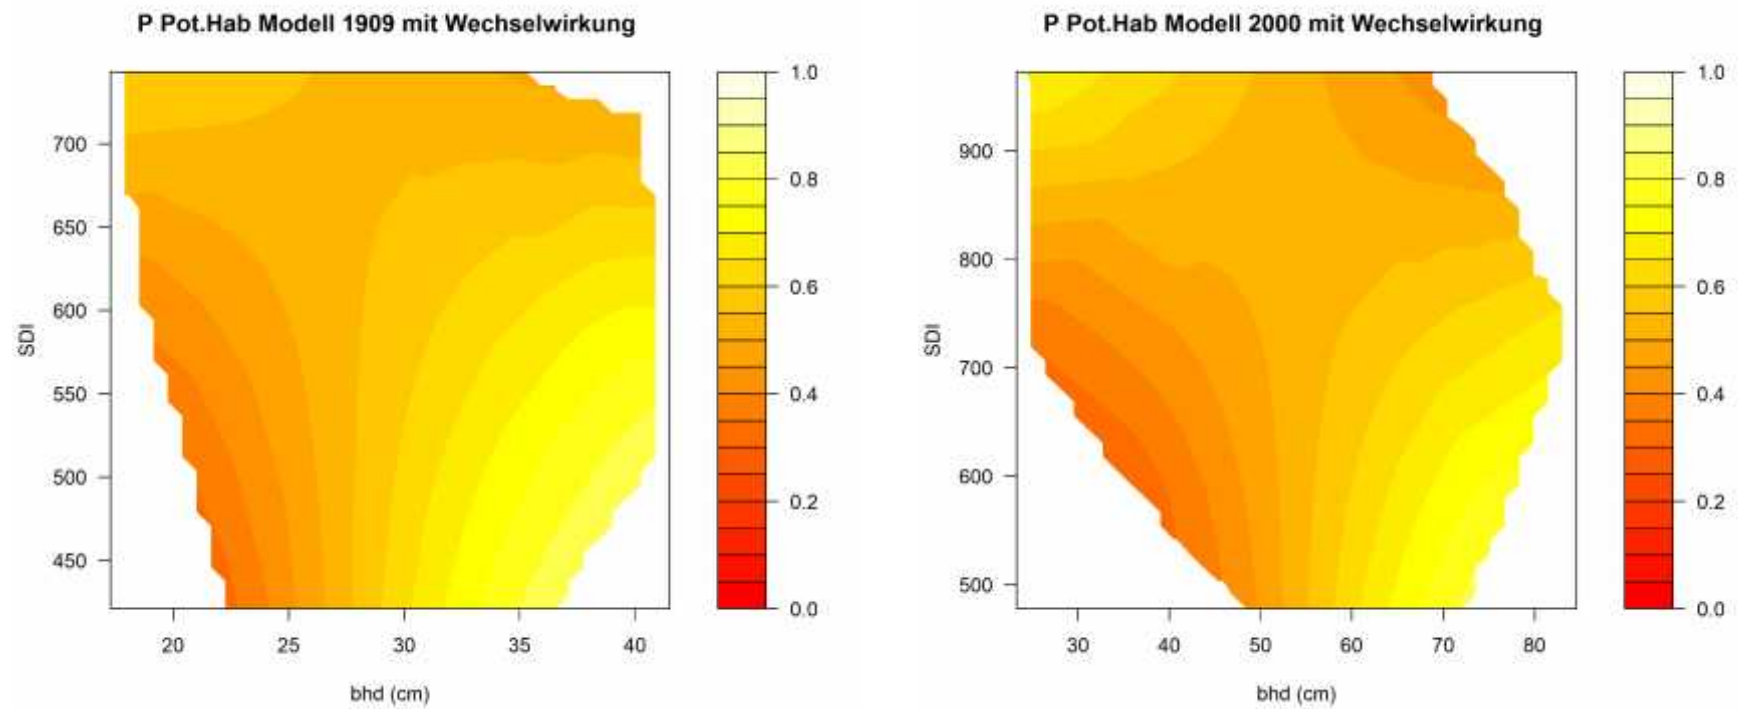 P Pot.Hab Modell 1909 mit Wechselwirkung
SDI
700
650
600
550
500
450
20 25 30 35 40
bhd (cm)
1.0
0.8
0.6
0.4
0.2
0.0
P Pot.Hab Modell 2000 mit Wechselwirkung
SDI
900
800
700
600
500
30 40 50 60 70 80
bhd (cm)
1.0
0.8
0.6
0.4
0.2
0.0